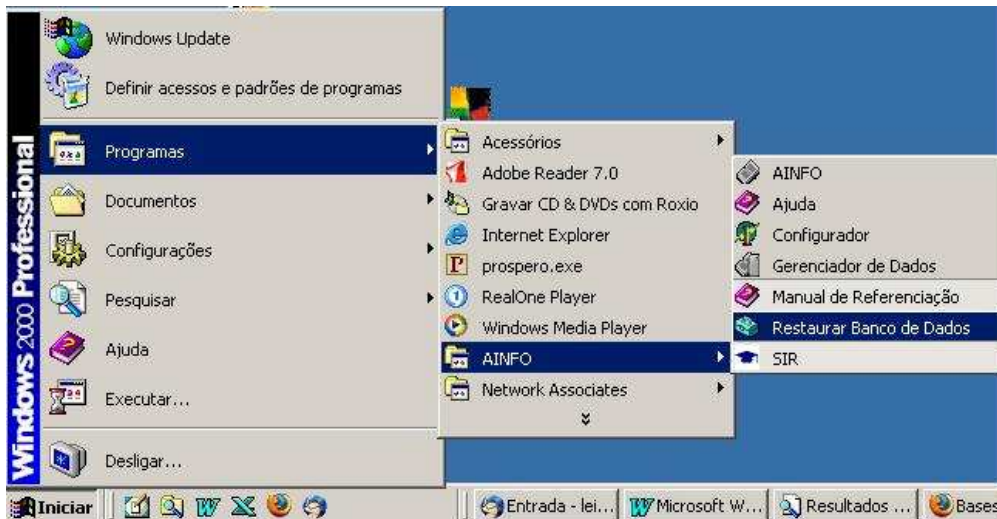 Windows 2000 Professional
Windows Update
Definir acessos e padrões de programas
Programas
Documentos
Configurações
Pesquisar
Ajuda
Executar...
Desligar...
Acessórios
Adobe Reader 7.0
Gravar CD & DVDs com Roxio
Internet Explorer
prospero.exe
RealOne Player
Windows Media Player
AINFO
Network Associates
AINFO
Ajuda
Configurador
Gerenciador de Dados
Manual de Referenciação
Restaurar Banco de Dados
SIR
Iniciar
Entrada - lei...
Microsoft W...
Resultados ...
Bases